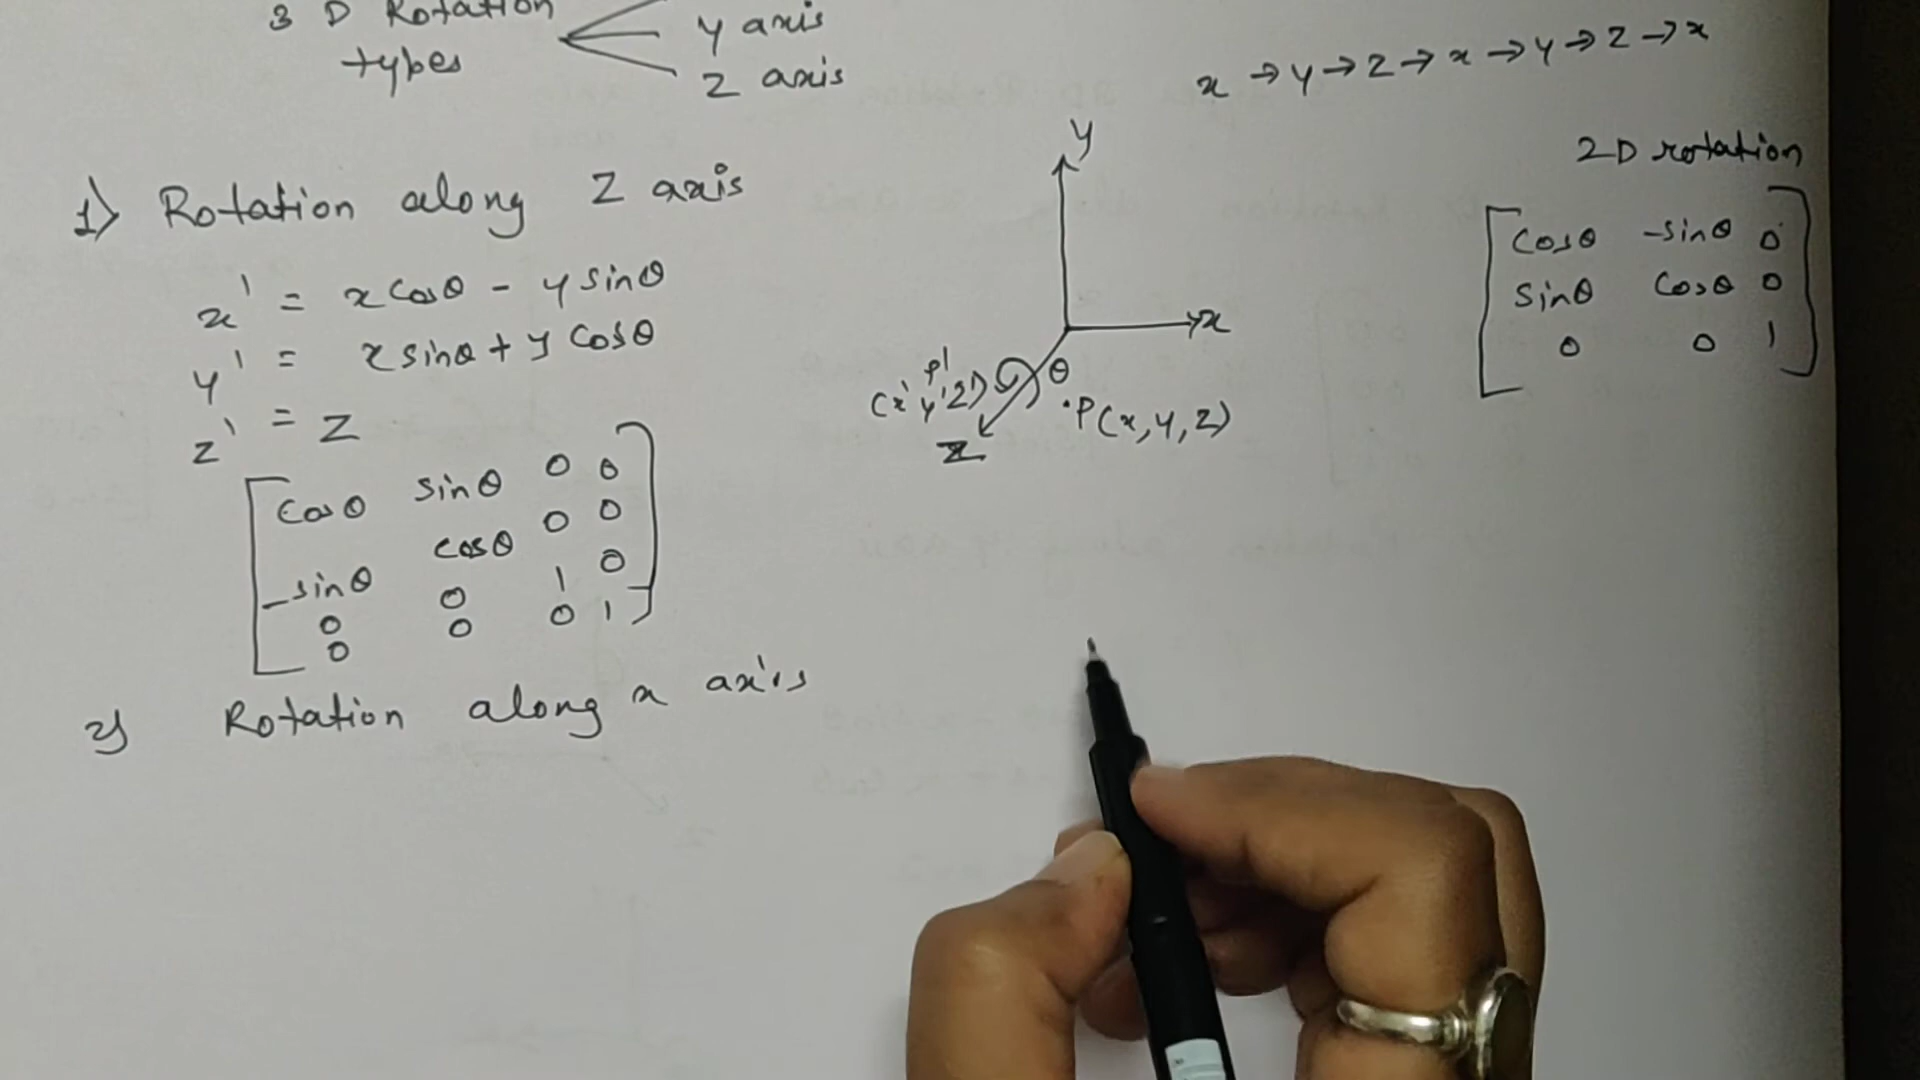 3 D Rotation
types
y axis
z axis
x → y → z → x → y → z → x
1) Rotation along Z axis
x' = x cosθ - y sinθ
y' = x sinθ + y cosθ
z' = z
cosθ sinθ 0 0
-sinθ cosθ 0 0
0 0 1 0
0 0 0 1
y
x
θ
p'
(x' y' z')
P(x, y, z)
Z
2D rotation
cosθ -sinθ 0
sinθ cosθ 0
0 0 1
2) Rotation along x axis